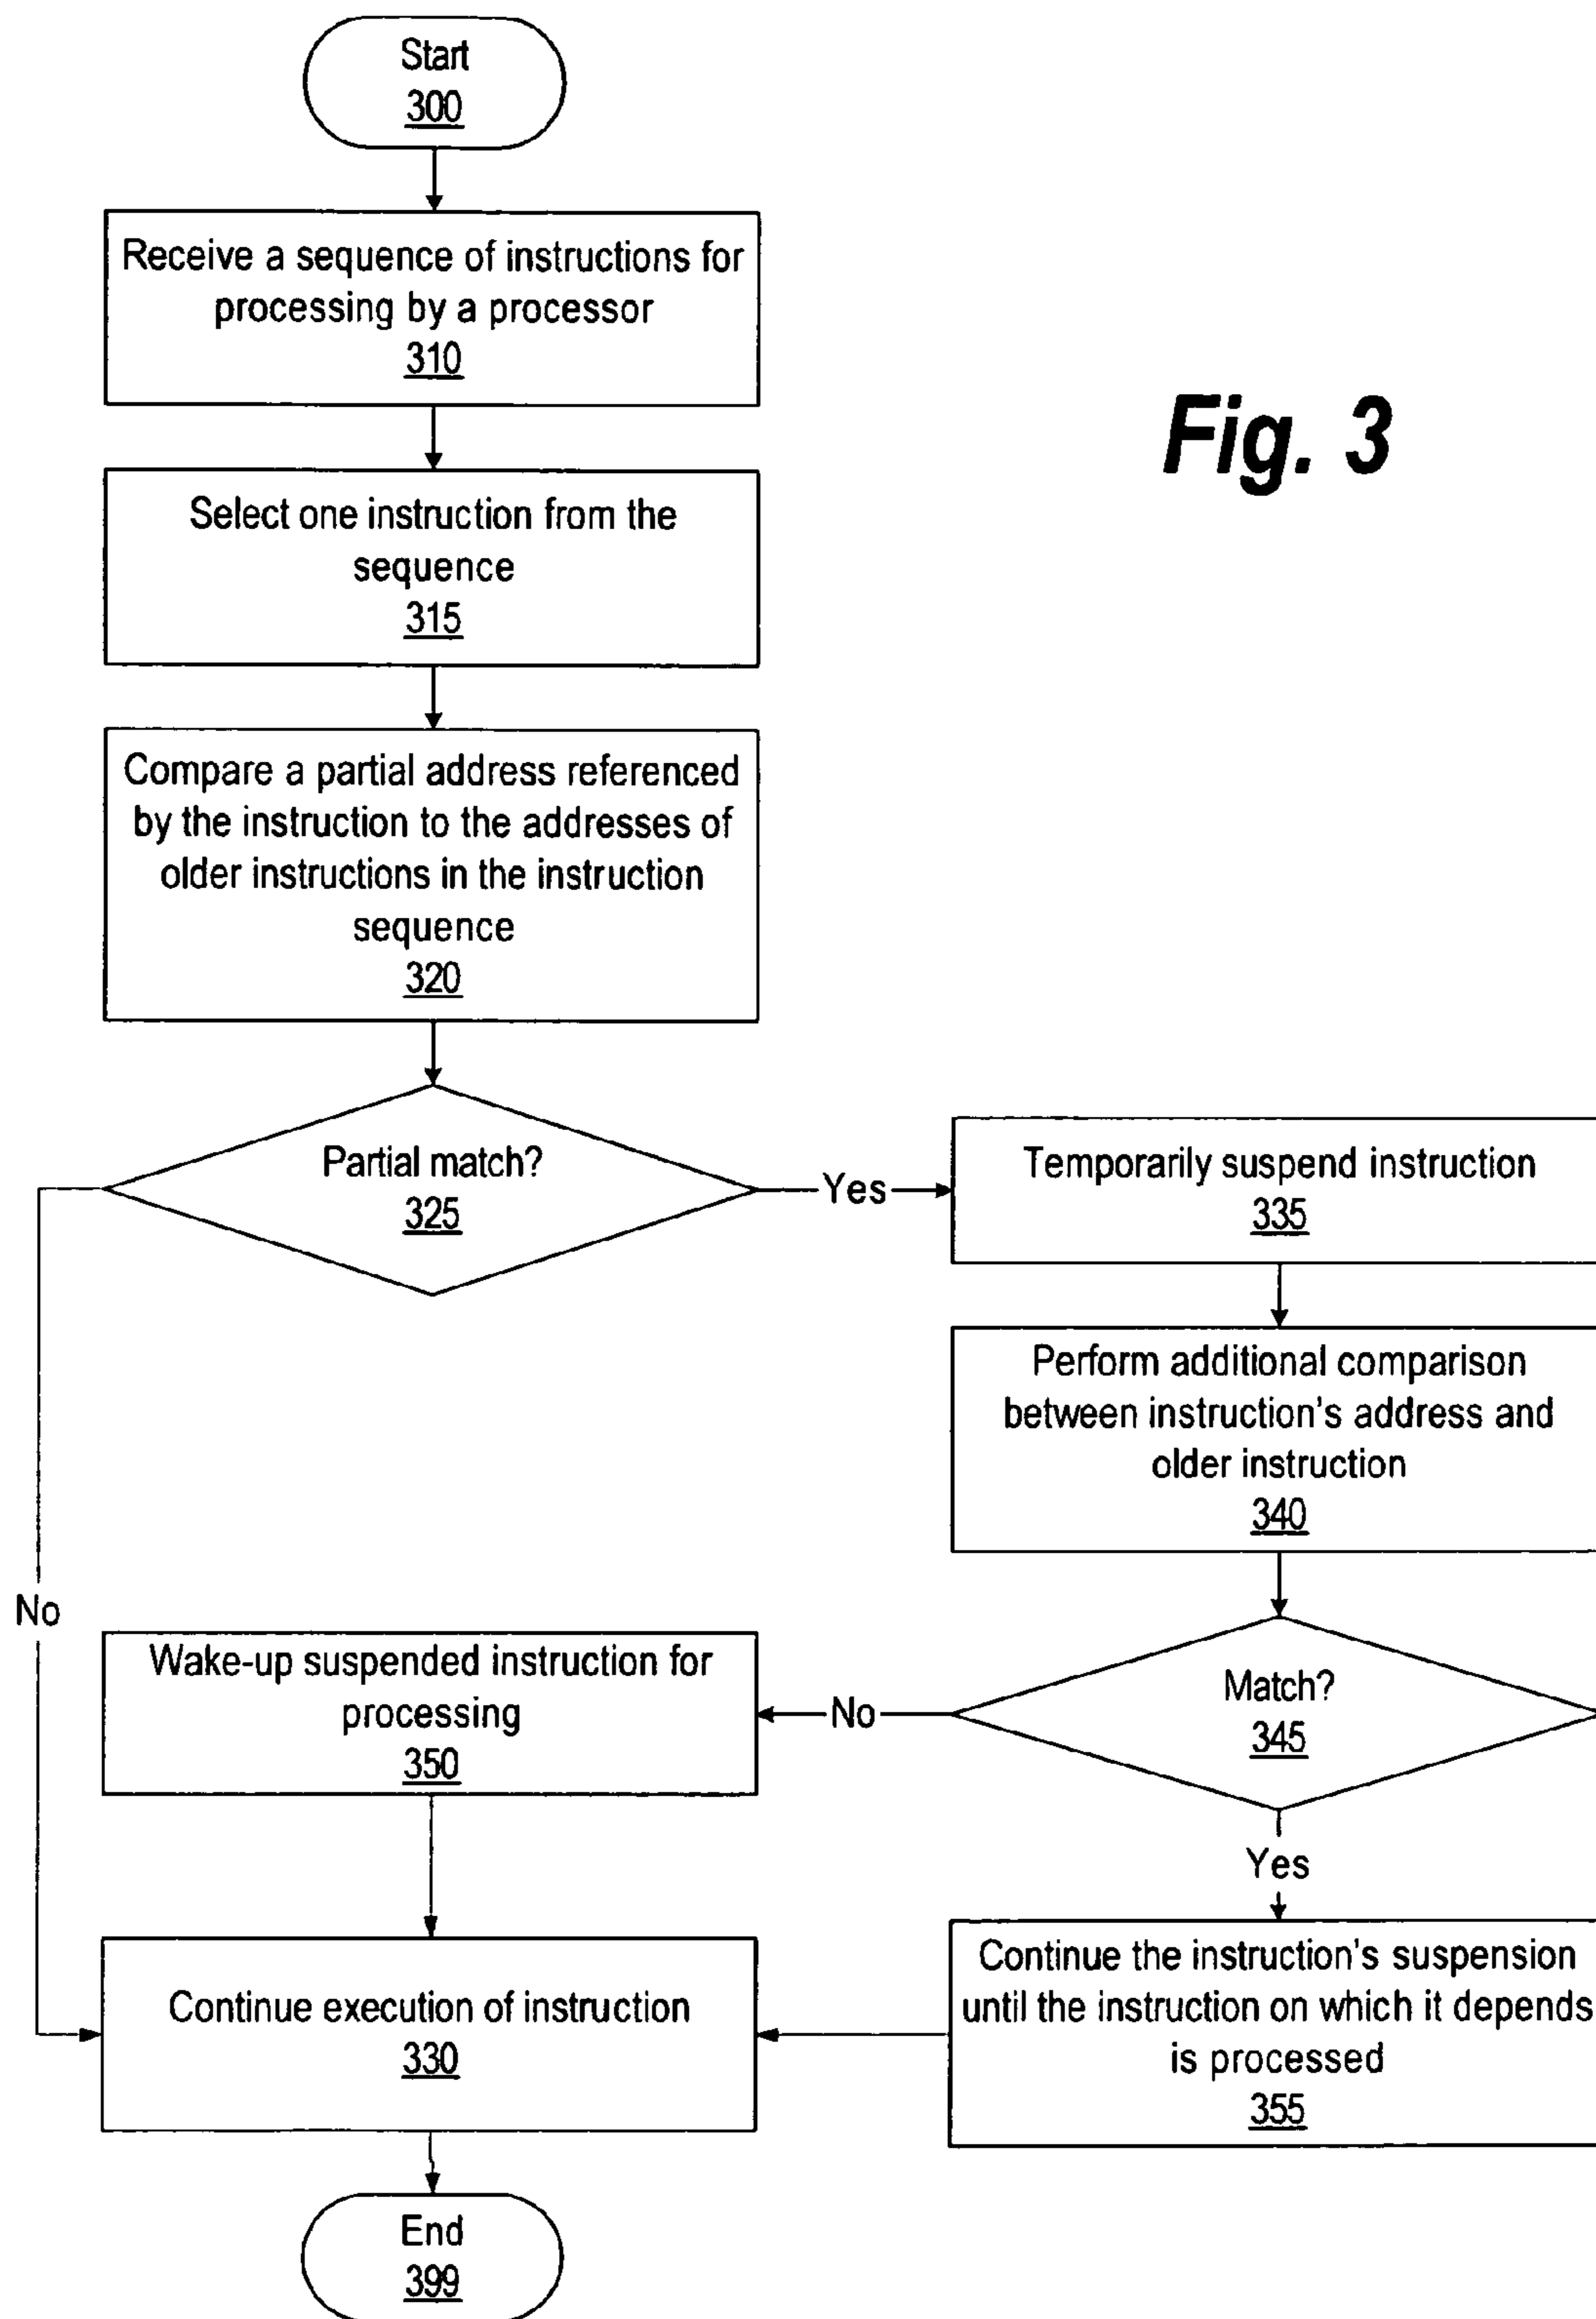 Start
300
Receive a sequence of instructions for
processing by a processor
310
Fig. 3
Select one instruction from the
sequence
315
Compare a partial address referenced
by the instruction to the addresses of
older instructions in the instruction
sequence
320
Partial match?
325
Yes
Temporarily suspend instruction
335
Perform additional comparison
between instruction's address and
older instruction
340
No
Wake-up suspended instruction for
processing
350
No
Match?
345
Yes
Continue execution of instruction
330
Continue the instruction's suspension
until the instruction on which it depends
is processed
355
End
399